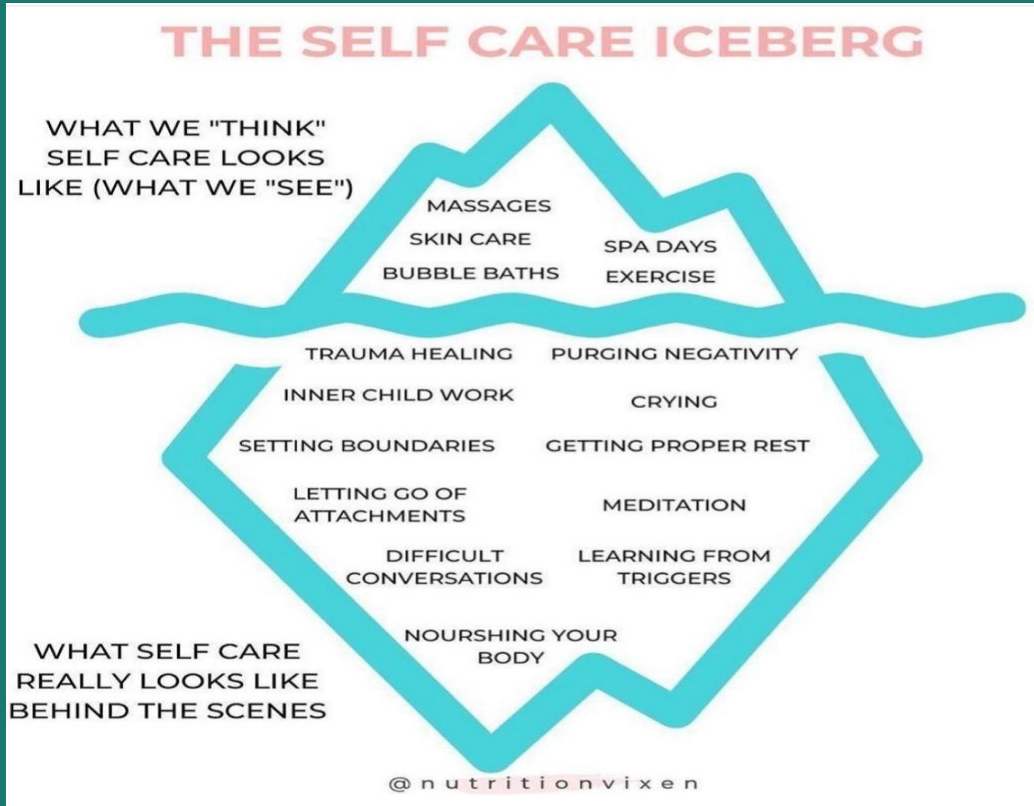 THE SELF CARE ICEBERG
WHAT WE "THINK"
SELF CARE LOOKS
LIKE (WHAT WE "SEE")
MASSAGES
SKIN CARE
BUBBLE BATHS
SPA DAYS
EXERCISE
TRAUMA HEALING
PURGING NEGATIVITY
INNER CHILD WORK
CRYING
SETTING BOUNDARIES
GETTING PROPER REST
LETTING GO OF
ATTACHMENTS
MEDITATION
DIFFICULT
CONVERSATIONS
LEARNING FROM
TRIGGERS
NOURSHING YOUR
BODY
WHAT SELF CARE
REALLY LOOKS LIKE
BEHIND THE SCENES
@nutritionvixen